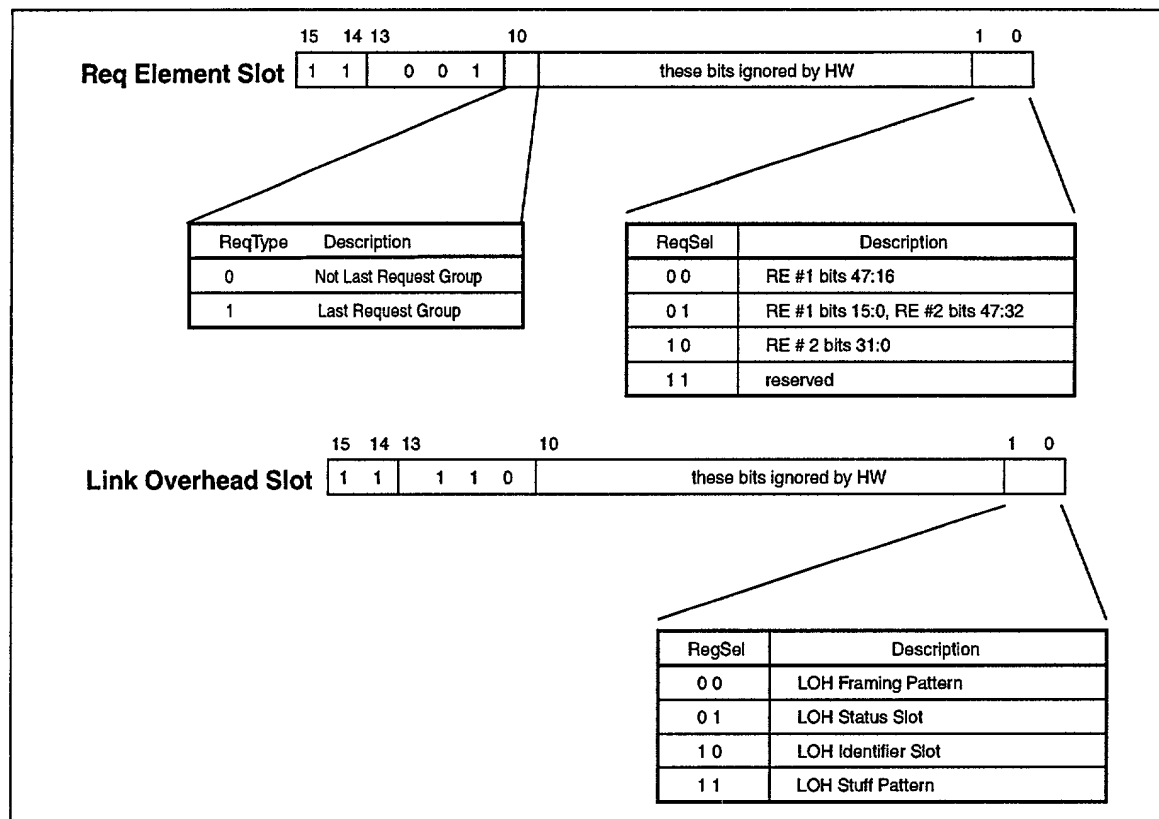 15 14 13 10 1 0
Req Element Slot 1 1 0 0 1 these bits ignored by HW
ReqType Description
0 Not Last Request Group
1 Last Request Group
ReqSel Description
0 0 RE #1 bits 47:16
0 1 RE #1 bits 15:0, RE #2 bits 47:32
1 0 RE # 2 bits 31:0
1 1 reserved
15 14 13 10 1 0
Link Overhead Slot 1 1 1 1 0 these bits ignored by HW
RegSel Description
0 0 LOH Framing Pattern
0 1 LOH Status Slot
1 0 LOH Identifier Slot
1 1 LOH Stuff Pattern